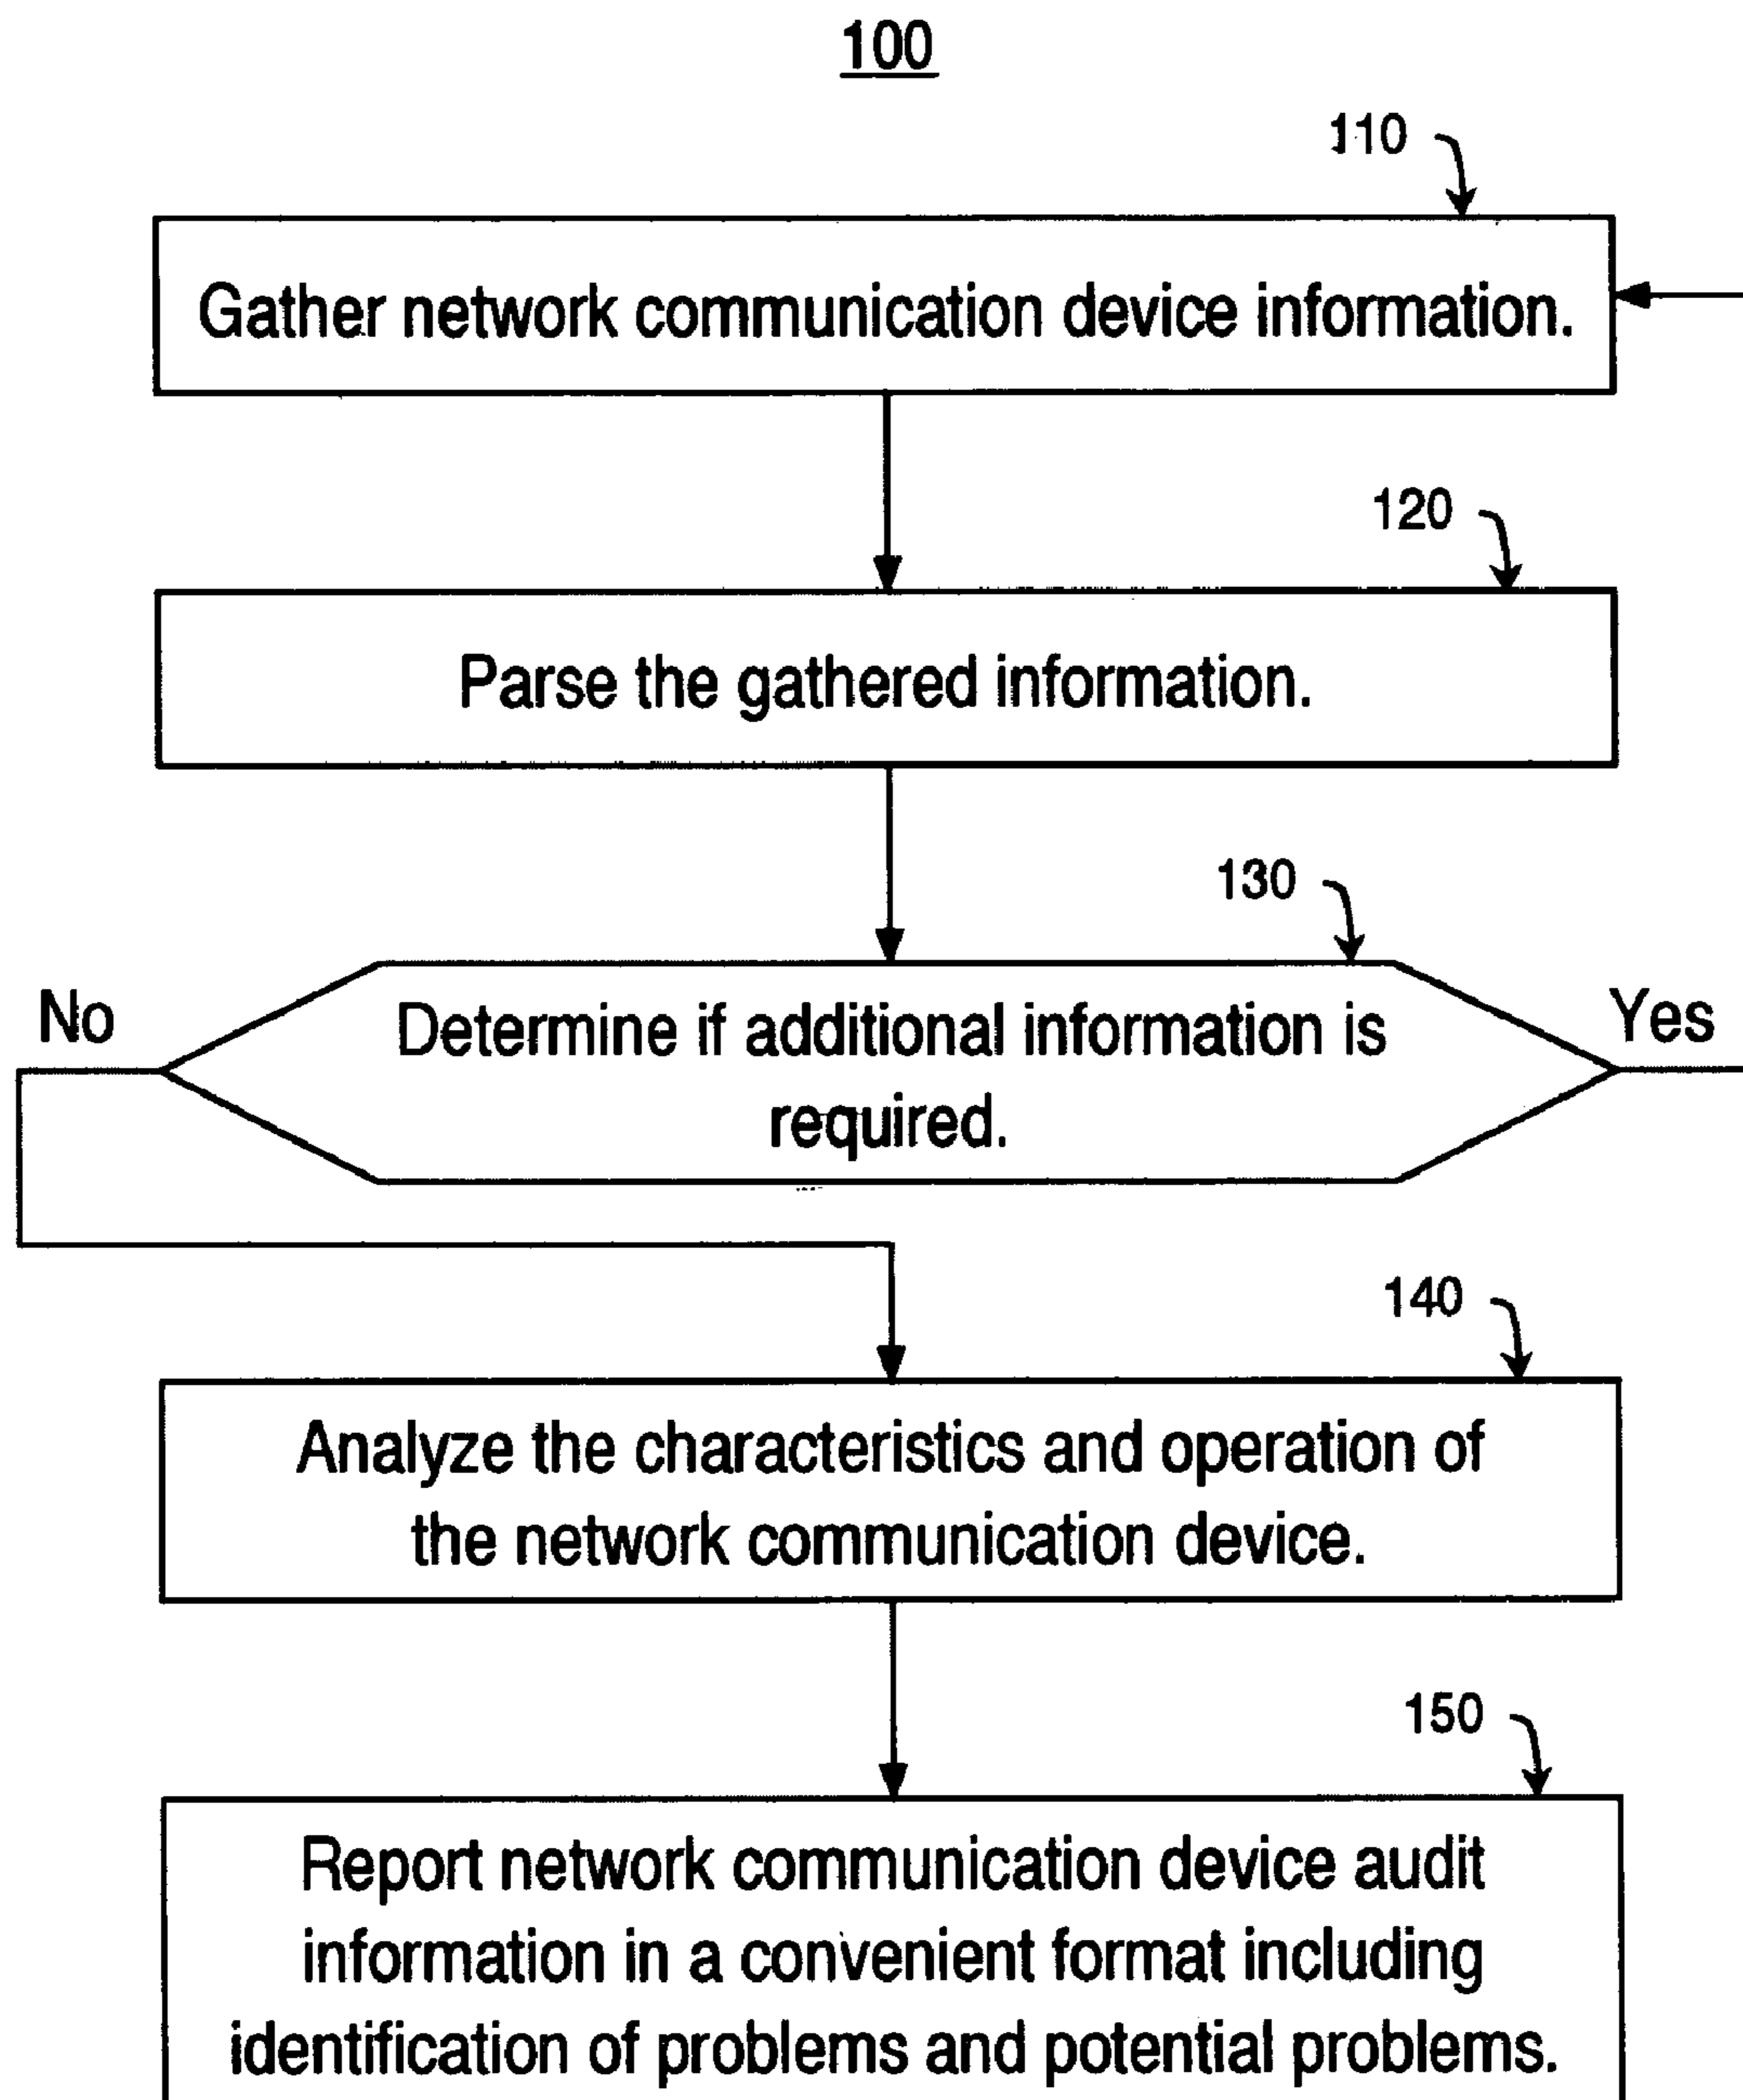 100
110
Gather network communication device information.
120
Parse the gathered information.
130
No
Yes
Determine if additional information is
required.
140
Analyze the characteristics and operation of
the network communication device.
150
Report network communication device audit
information in a convenient format including
identification of problems and potential problems.